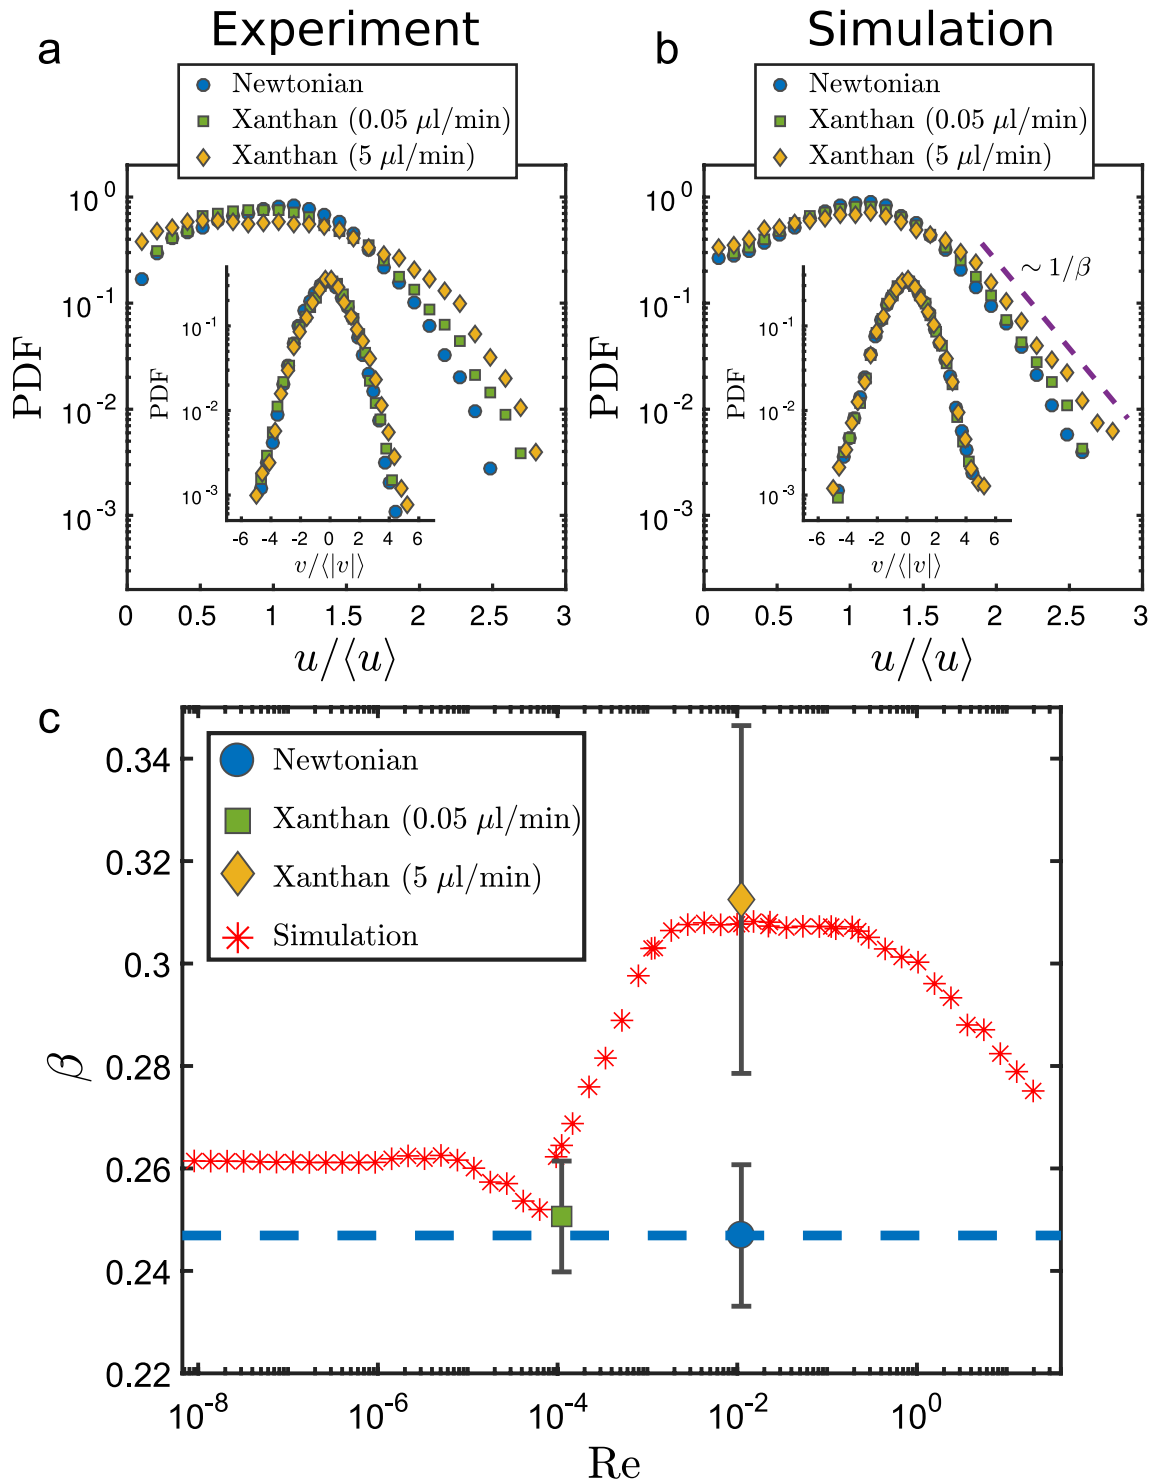 Experiment
Simulation
a
b
Newtonian
Xanthan (0.05 μl/min)
Xanthan (5 μl/min)
Newtonian
Xanthan (0.05 μl/min)
Xanthan (5 μl/min)
PDF
10^0
10^-1
10^-2
10^-3
0
0.5
1
1.5
2
2.5
3
u/⟨u⟩
PDF
10^-1
10^-2
10^-3
-6
-4
-2
0
2
4
6
v/⟨|v|⟩
PDF
10^0
10^-1
10^-2
10^-3
0
0.5
1
1.5
2
2.5
3
u/⟨u⟩
~ 1/β
PDF
10^-1
10^-2
10^-3
-6
-4
-2
0
2
4
6
v/⟨|v|⟩
c
Newtonian
Xanthan (0.05 μl/min)
Xanthan (5 μl/min)
Simulation
β
0.34
0.32
0.3
0.28
0.26
0.24
0.22
10^-8
10^-6
10^-4
10^-2
10^0
Re